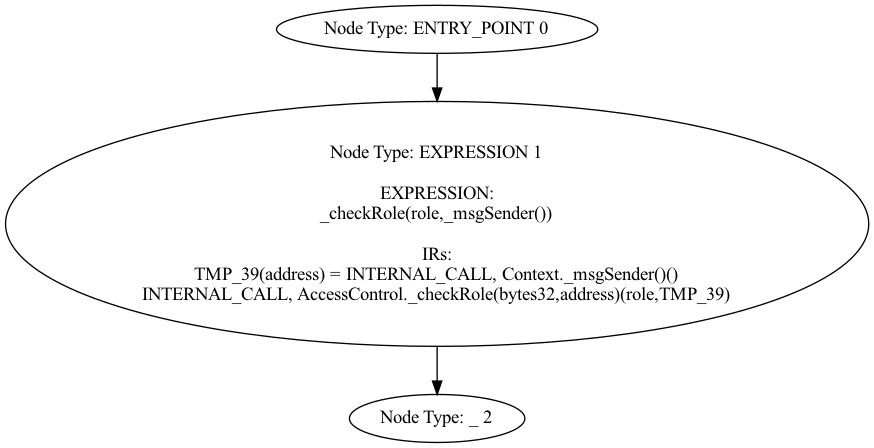 Node Type: ENTRY_POINT 0
Node Type: EXPRESSION 1
EXPRESSION:
_checkRole(role,_msgSender())
IRs:
TMP_39(address) = INTERNAL_CALL, Context._msgSender()()
INTERNAL_CALL, AccessControl._checkRole(bytes32,address)(role,TMP_39)
Node Type: _ 2